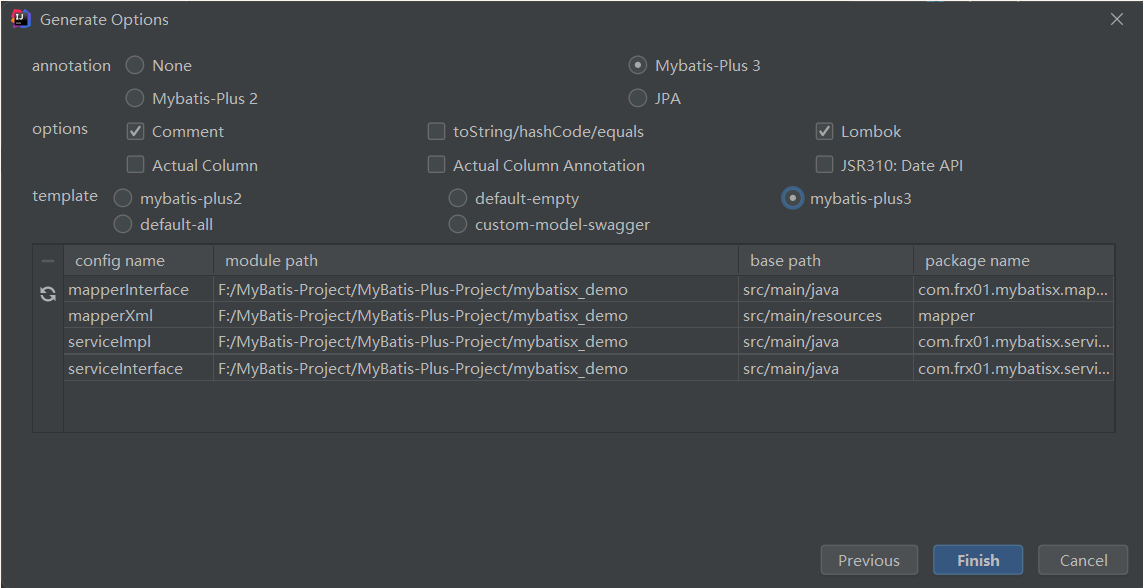 Generate Options
annotation None Mybatis-Plus 3
Mybatis-Plus 2 JPA
options Comment toString/hashCode/equals Lombok
Actual Column Actual Column Annotation JSR310: Date API
template mybatis-plus2 default-empty mybatis-plus3
default-all custom-model-swagger
config name module path base path package name
mapperInterface F:/MyBatis-Project/MyBatis-Plus-Project/mybatisx_demo src/main/java com.frx01.mybatisx.map...
mapperXml F:/MyBatis-Project/MyBatis-Plus-Project/mybatisx_demo src/main/resources mapper
serviceImpl F:/MyBatis-Project/MyBatis-Plus-Project/mybatisx_demo src/main/java com.frx01.mybatisx.servi...
serviceInterface F:/MyBatis-Project/MyBatis-Plus-Project/mybatisx_demo src/main/java com.frx01.mybatisx.servi...
Previous Finish Cancel